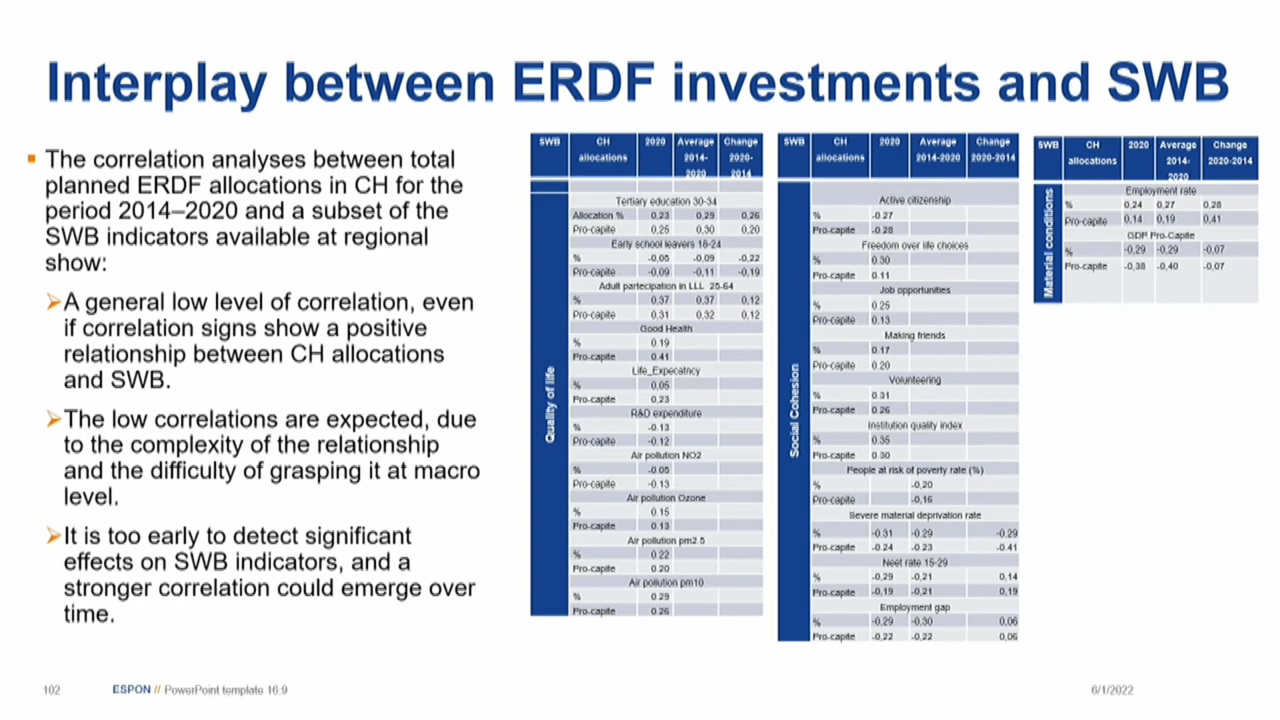 Interplay between ERDF investments and SWB
▪ The correlation analyses between total
planned ERDF allocations in CH for the
period 2014–2020 and a subset of the
SWB indicators available at regional
show:
➢A general low level of correlation, even
if correlation signs show a positive
relationship between CH allocations
and SWB.
➢The low correlations are expected, due
to the complexity of the relationship
and the difficulty of grasping it at macro
level.
➢It is too early to detect significant
effects on SWB indicators, and a
stronger correlation could emerge over
time.
SWB CH allocations 2020 Average 2014-2020 Change 2020-2014
Quality of life
Tertiary education 30-34
Allocation % 0,23 0,29 0,26
Pro-capite 0,25 0,30 0,20
Early school leavers 18-24
% -0,05 -0,09 -0,22
Pro-capite -0,09 -0,11 -0,19
Adult partecipation in LLL 25-64
% 0,37 0,37 0,12
Pro-capite 0,31 0,32 0,12
Good Health
% 0.19
Pro-capite 0.41
Life_Expecatncy
% 0,05
Pro-capite 0,23
R&D expenditure
% -0.13
Pro-capite -0.12
Air pollution NO2
% -0.05
Pro-capite -0.13
Air pollution Ozone
% 0.15
Pro-capite 0.13
Air pollution pm2.5
% 0.22
Pro-capite 0.20
Air pollution pm10
% 0.29
Pro-capite 0.26
SWB CH allocations 2020 Average 2014-2020 Change 2020-2014
Social Cohesion
Active citizenship
% -0.27
Pro-capite -0.28
Freedom over life choices
% 0.30
Pro-capite 0.11
Job opportunities
% 0.25
Pro-capite 0.13
Making friends
% 0.17
Pro-capite 0.20
Volunteering
% 0.31
Pro-capite 0.26
Institution quality index
% 0.35
Pro-capite 0.30
People at risk of poverty rate (%)
% -0,20
Pro-capite -0,16
Severe material deprivation rate
% -0.31 -0.29 -0.29
Pro-capite -0.24 -0.23 -0.41
Neet rate 15-29
% -0,29 -0,21 0,14
Pro-capite -0,19 -0,21 0,19
Employment gap
% -0,29 -0,30 0,06
Pro-capite -0,22 -0,22 0,06
SWB CH allocations 2020 Average 2014-2020 Change 2020-2014
Material conditions
Employment rate
% 0,24 0,27 0,28
Pro-capite 0,14 0,19 0,41
GDP Pro-Capite
% -0,29 -0,29 -0,07
Pro-capite -0,38 -0,40 -0,07
102 ESPON // PowerPoint template 16:9 6/1/2022